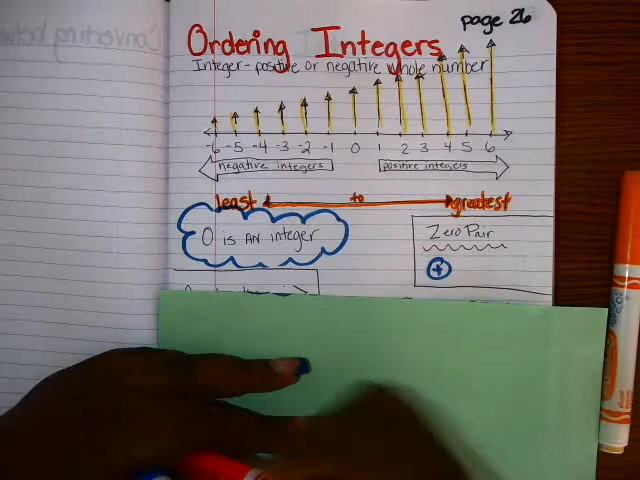 page 26
Ordering Integers
Integer - positive or negative whole number
-6 -5 -4 -3 -2 -1 0 1 2 3 4 5 6
negative integers positive integers
least to greatest
0 IS AN integer
Zero Pair
+